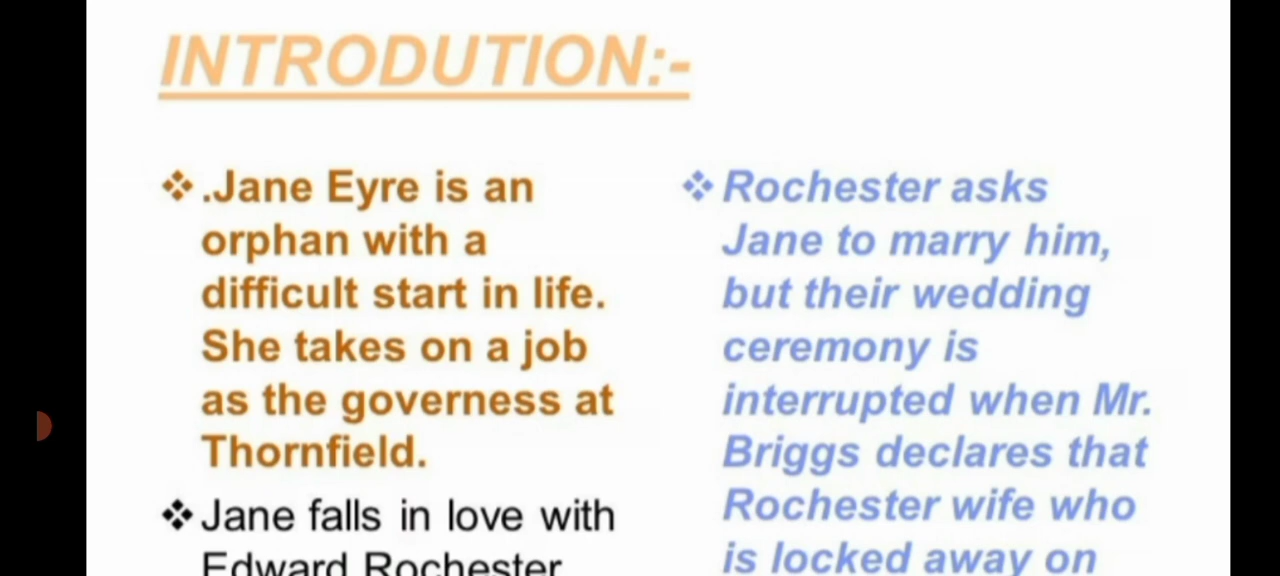 INTRODUTION:-
❖ .Jane Eyre is an
orphan with a
difficult start in life.
She takes on a job
as the governess at
Thornfield.
❖ Jane falls in love with
Edward Rochester
❖ Rochester asks
Jane to marry him,
but their wedding
ceremony is
interrupted when Mr.
Briggs declares that
Rochester wife who
is locked away on